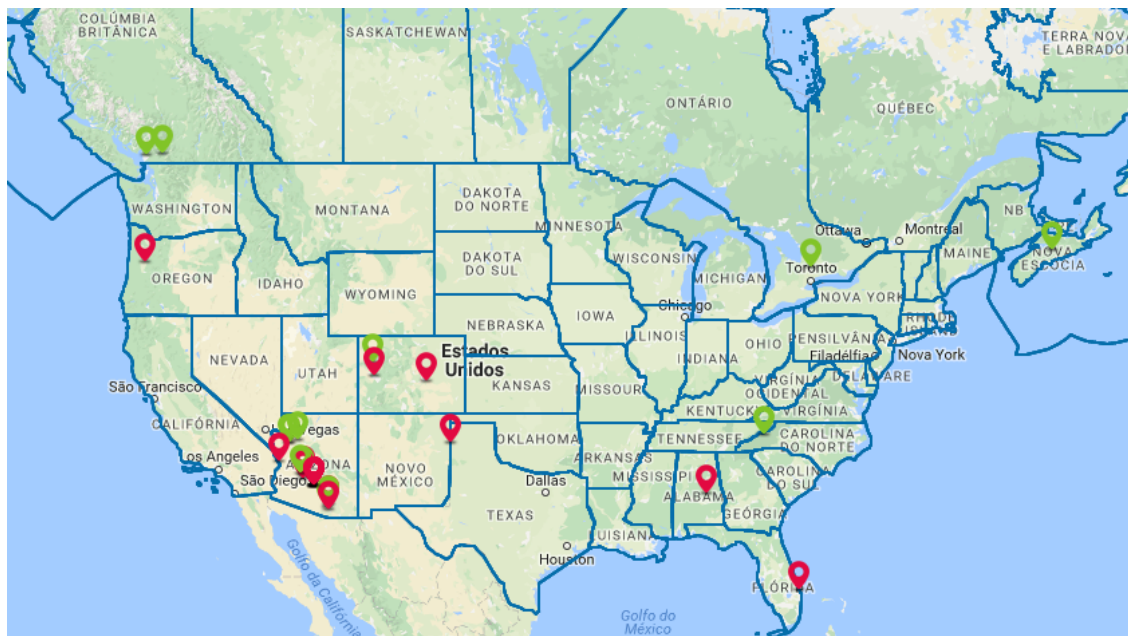 COLÚMBIA
BRITÂNICA
SASKATCHEWAN
TERRA NOVA
E LABRADOR
ONTÁRIO
QUÉBEC
WASHINGTON
MONTANA
DAKOTA
DO NORTE
MINNESOTA
Ottawa
Montreal
NB
NOVA
ESCÓCIA
MAINE
OREGON
IDAHO
DAKOTA
DO SUL
WISCONSIN
MICHIGAN
Toronto
WYOMING
NOVA YORK
Chicago
RHODE
ISLAND
NEBRASKA
IOWA
ILLINOIS
INDIANA
OHIO
PENSILVÂNIA
Filadélfia
Nova York
NEVADA
UTAH
Estados
Unidos
KANSAS
MISSOURI
VIRGÍNIA
OCIDENTAL
DELAWARE
São Francisco
CALIFÓRNIA
Las Vegas
KENTUCKY
VIRGÍNIA
Los Angeles
ARIZONA
NOVO
MÉXICO
OKLAHOMA
TENNESSEE
CAROLINA
DO NORTE
ARKANSAS
São Diego
Dallas
MISSISSIPI
ALABAMA
CAROLINA
DO SUL
GEÓRGIA
TEXAS
LUISIANA
Houston
FLÓRIDA
Golfo da Califórnia
Golfo do
México